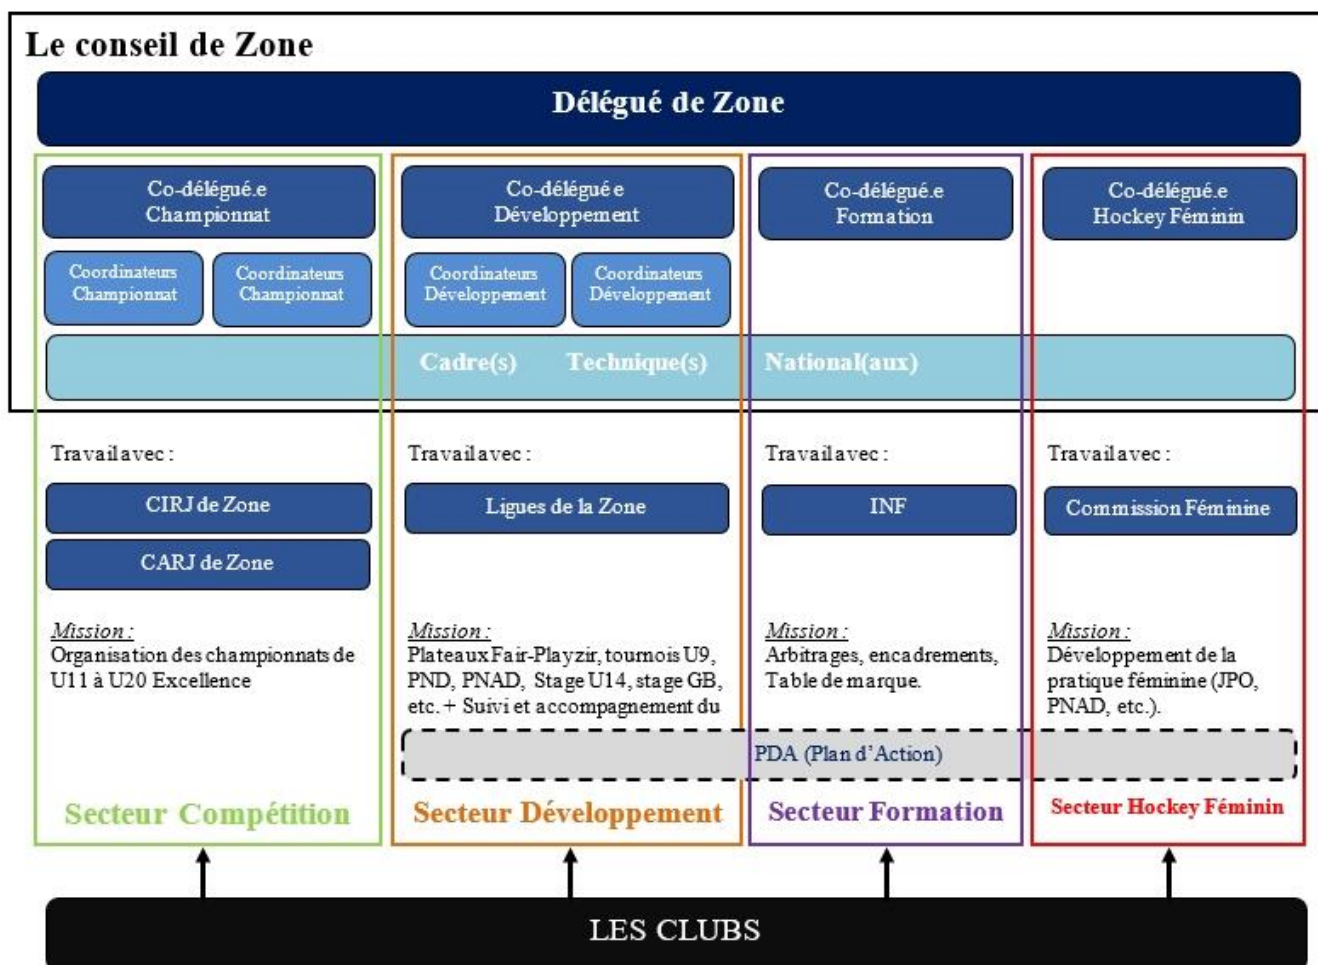 Le conseil de Zone
Délégué de Zone
Co-délégué.e
Championnat
Coordinateurs
Championnat
Coordinateurs
Championnat
Co-délégué e
Développement
Coordinateurs
Développement
Coordinateurs
Développement
Co-délégué.e
Formation
Co-délégué.e
Hockey Féminin
Cadre(s) Technique(s) National(aux)
Travail avec :
CIRJ de Zone
CARJ de Zone
Mission :
Organisation des championnats de
U11 à U20 Excellence
Secteur Compétition
Travail avec :
Ligues de la Zone
Mission :
Plateaux Fair-Playzir, tournois U9,
PND, PNAD, Stage U14, stage GB,
etc. + Suivi et accompagnement du
Secteur Développement
Travail avec :
INF
Mission :
Arbitrages, encadrements,
Table de marque.
Secteur Formation
Travail avec :
Commission Féminine
Mission :
Développement de la
pratique féminine (JPO,
PNAD, etc.).
PDA (Plan d'Action)
Secteur Hockey Féminin
LES CLUBS